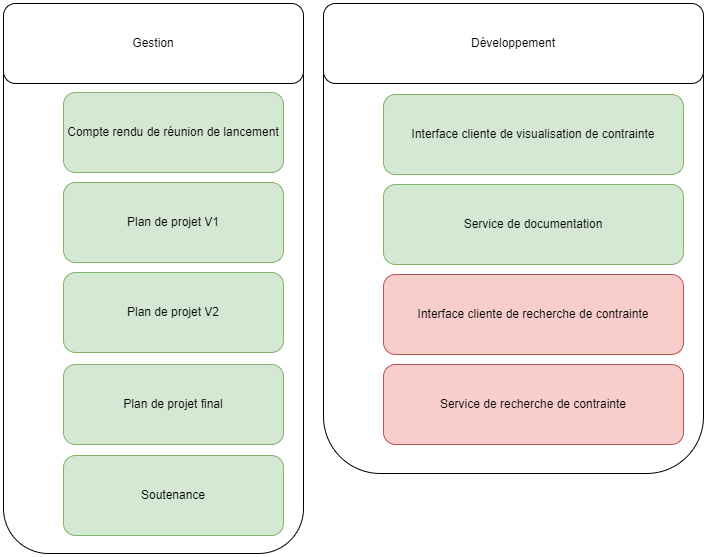 Gestion
Compte rendu de réunion de lancement
Plan de projet V1
Plan de projet V2
Plan de projet final
Soutenance
Développement
Interface cliente de visualisation de contrainte
Service de documentation
Interface cliente de recherche de contrainte
Service de recherche de contrainte